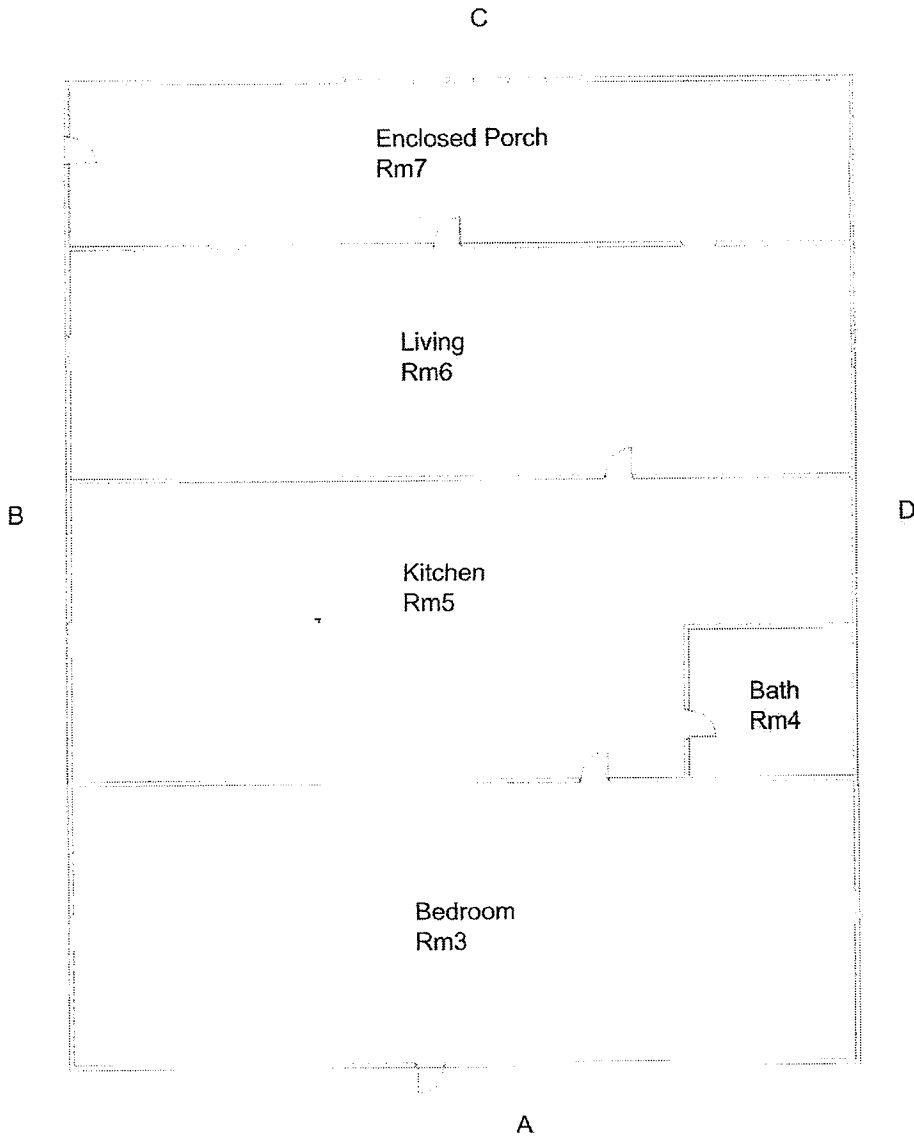 C
Enclosed Porch
Rm7
Living
Rm6
B
D
Kitchen
Rm5
Bath
Rm4
Bedroom
Rm3
A